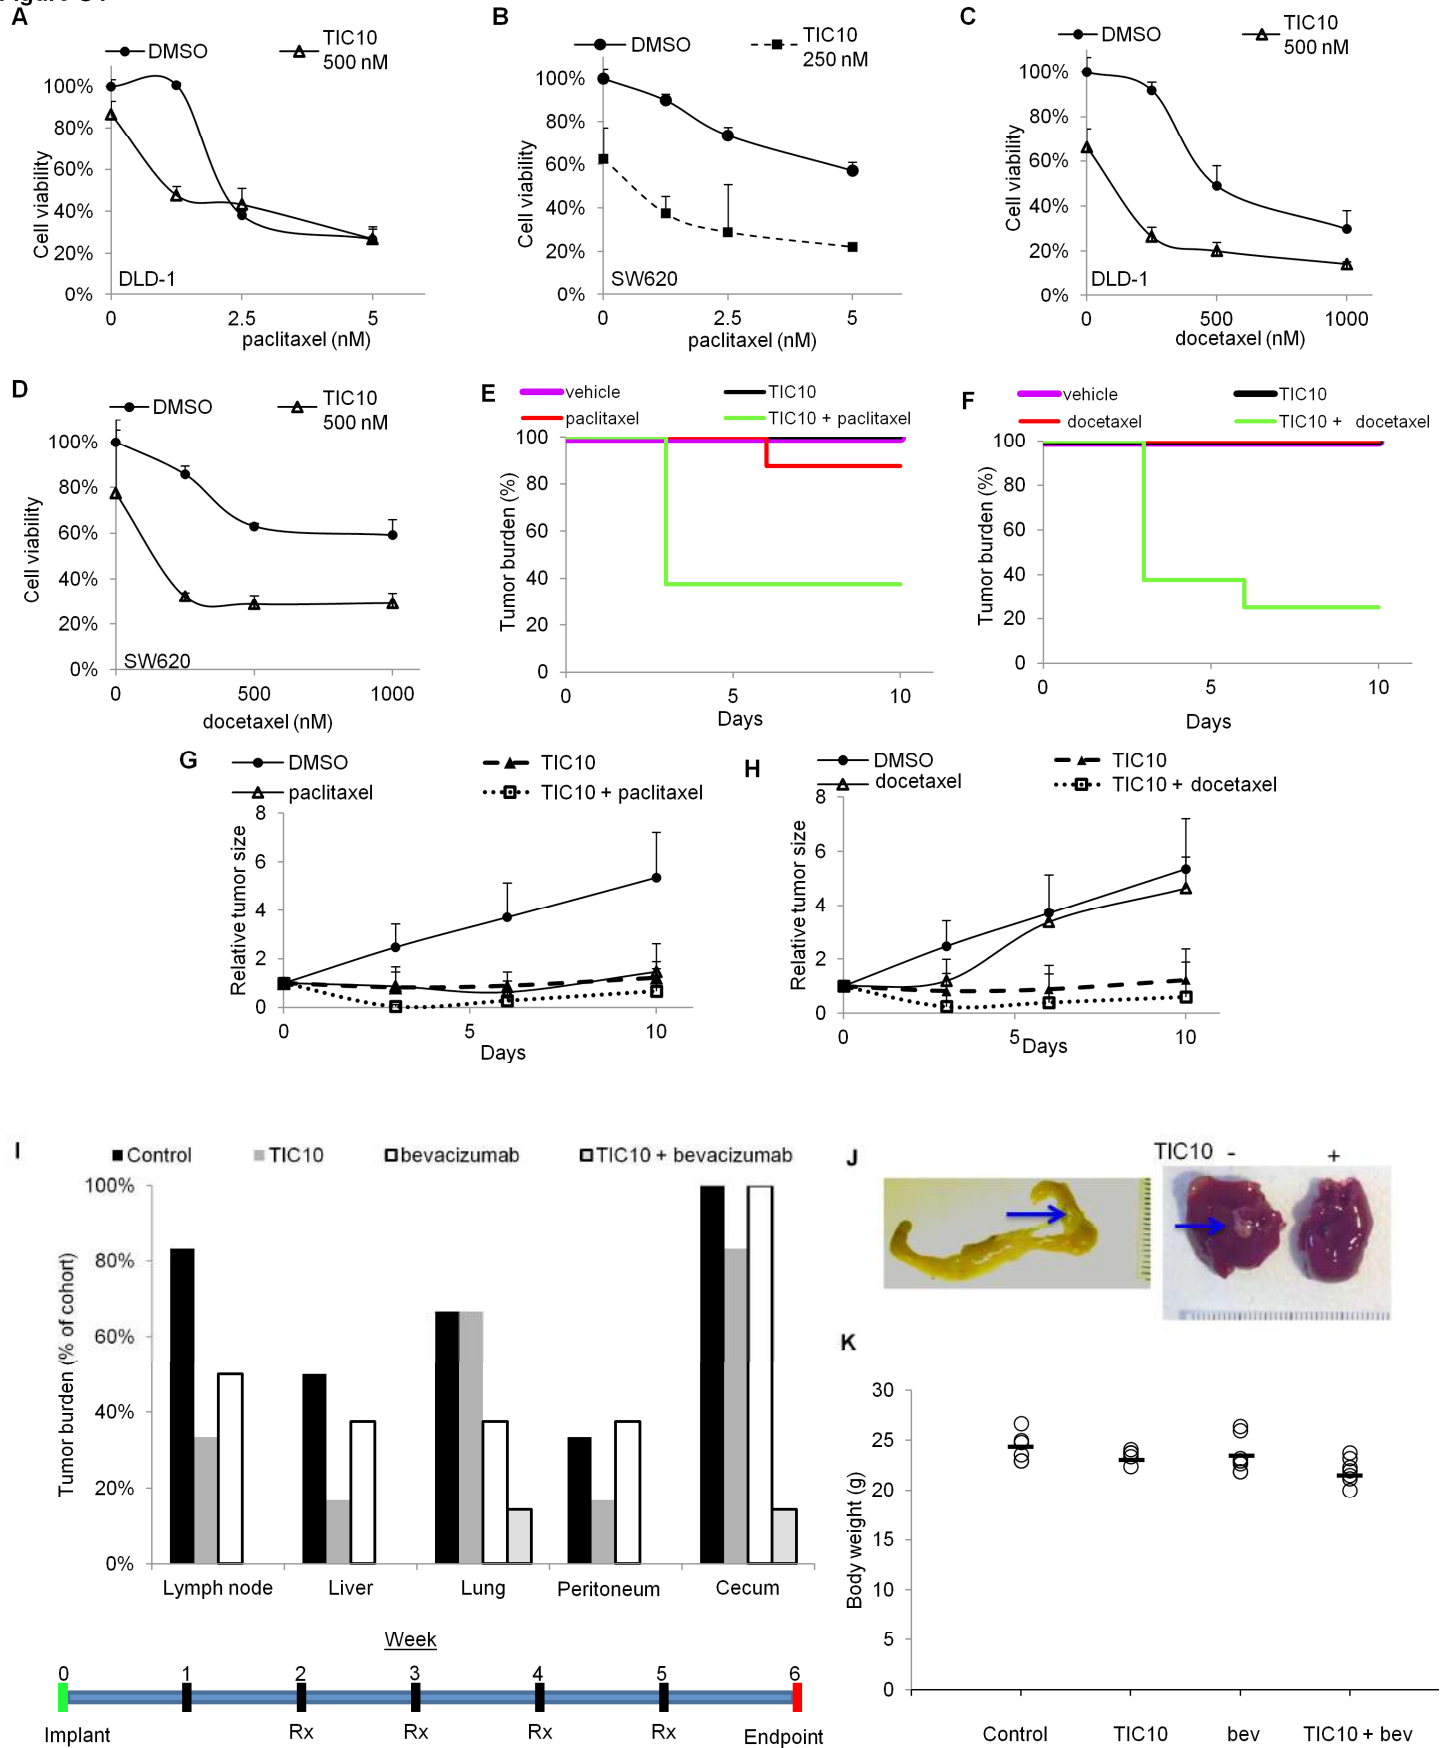 A
DMSO
TIC10
500 nM
100%
80%
60%
40%
20%
0%
Cell viability
DLD-1
0
2.5
5
paclitaxel (nM)
B
DMSO
TIC10
250 nM
100%
80%
60%
40%
20%
0%
Cell viability
SW620
0
2.5
5
paclitaxel (nM)
C
DMSO
TIC10
500 nM
100%
80%
60%
40%
20%
0%
Cell viability
DLD-1
0
500
1000
docetaxel (nM)
D
DMSO
TIC10
500 nM
100%
80%
60%
40%
20%
0%
Cell viability
SW620
0
500
1000
docetaxel (nM)
E
vehicle
TIC10
paclitaxel
TIC10 + paclitaxel
100
80
60
40
20
0
Tumor burden (%)
0
5
10
Days
F
vehicle
TIC10
docetaxel
TIC10 + docetaxel
100
80
60
40
20
0
Tumor burden (%)
0
5
10
Days
G
DMSO
TIC10
paclitaxel
TIC10 + paclitaxel
8
6
4
2
0
Relative tumor size
0
5
10
Days
H
DMSO
TIC10
docetaxel
TIC10 + docetaxel
8
6
4
2
0
Relative tumor size
0
5
10
Days
I
Control
TIC10
bevacizumab
TIC10 + bevacizumab
100%
80%
60%
40%
20%
0%
Tumor burden (% of cohort)
Lymph node
Liver
Lung
Peritoneum
Cecum
Week
0
1
2
3
4
5
6
Implant
Rx
Rx
Rx
Rx
Endpoint
J
TIC10
-
+
K
30
25
20
15
10
5
0
Body weight (g)
Control
TIC10
bev
TIC10 + bev